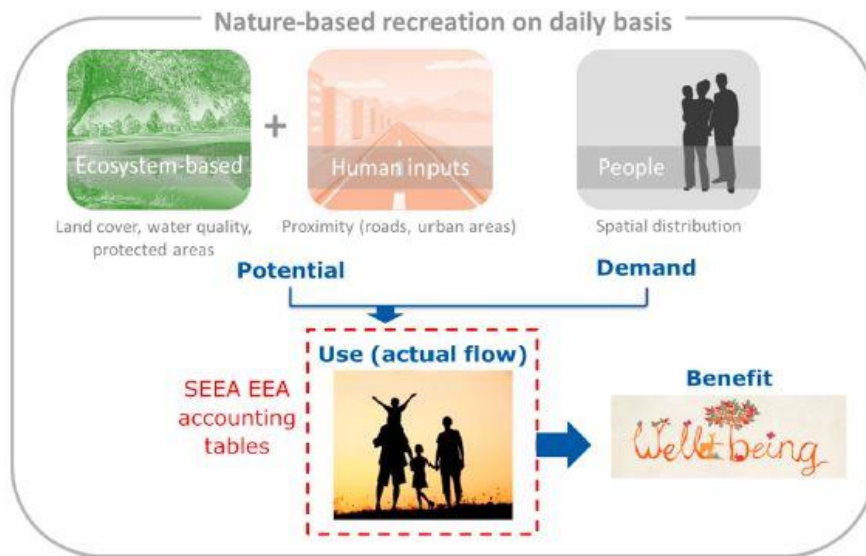 Nature-based recreation on daily basis
Ecosystem-based
+
Human inputs
People
Land cover, water quality,
protected areas
Proximity (roads, urban areas)
Spatial distribution
Potential
Demand
Use (actual flow)
SEEA EEA
accounting
tables
Benefit
Well being